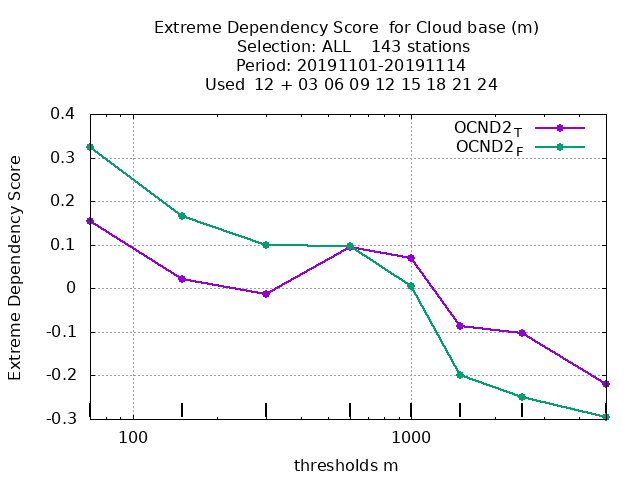 Extreme Dependency Score  for Cloud base (m)
Selection: ALL    143 stations
Period: 20191101-20191114
Used  12 + 03 06 09 12 15 18 21 24
Extreme Dependency Score
0.4
0.3
0.2
0.1
0
-0.1
-0.2
-0.3
OCND2T
OCND2F
100
1000
thresholds m